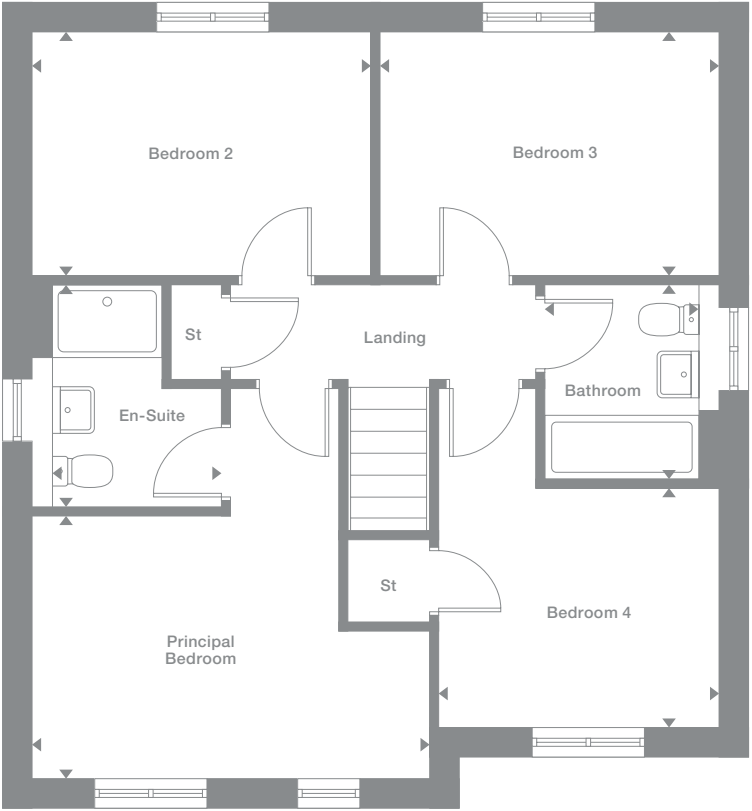 Bedroom 2
Bedroom 3
St
Landing
Bathroom
En-Suite
St
Bedroom 4
Principal
Bedroom